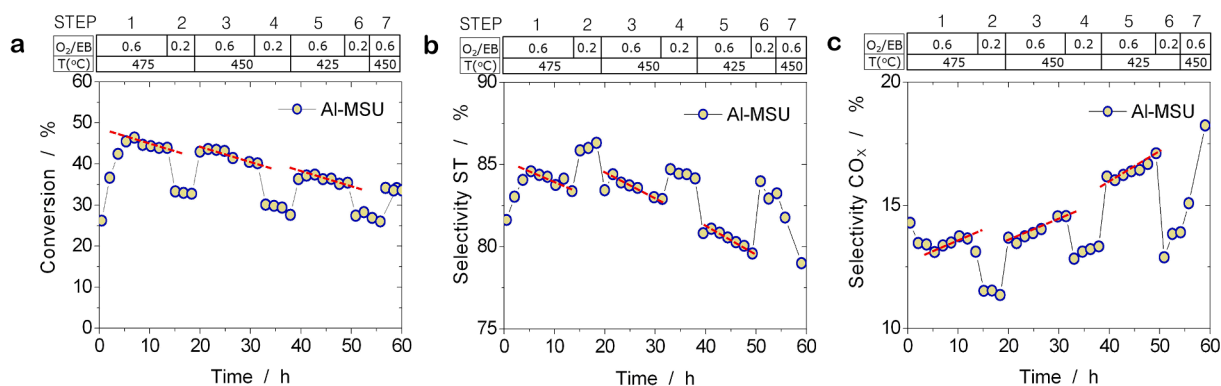 STEP 1 2 3 4 5 6 7
a
O₂/EB 0.6 0.2 0.6 0.2 0.6 0.2 0.6
T(°C) 475 450 425 450
60
50
40
30
20
10
0
Conversion / %
Al-MSU
0 10 20 30 40 50 60
Time / h
STEP 1 2 3 4 5 6 7
b
O₂/EB 0.6 0.2 0.6 0.2 0.6 0.2 0.6
T(°C) 475 450 425 450
90
85
80
75
Selectivity ST / %
Al-MSU
0 10 20 30 40 50 60
Time / h
1 2 3 4 5 6 7
c
O₂/EB 0.6 0.2 0.6 0.2 0.6 0.2 0.6
T(°C) 475 450 425 450
20
15
10
Selectivity COₓ / %
Al-MSU
0 10 20 30 40 50 60
Time / h